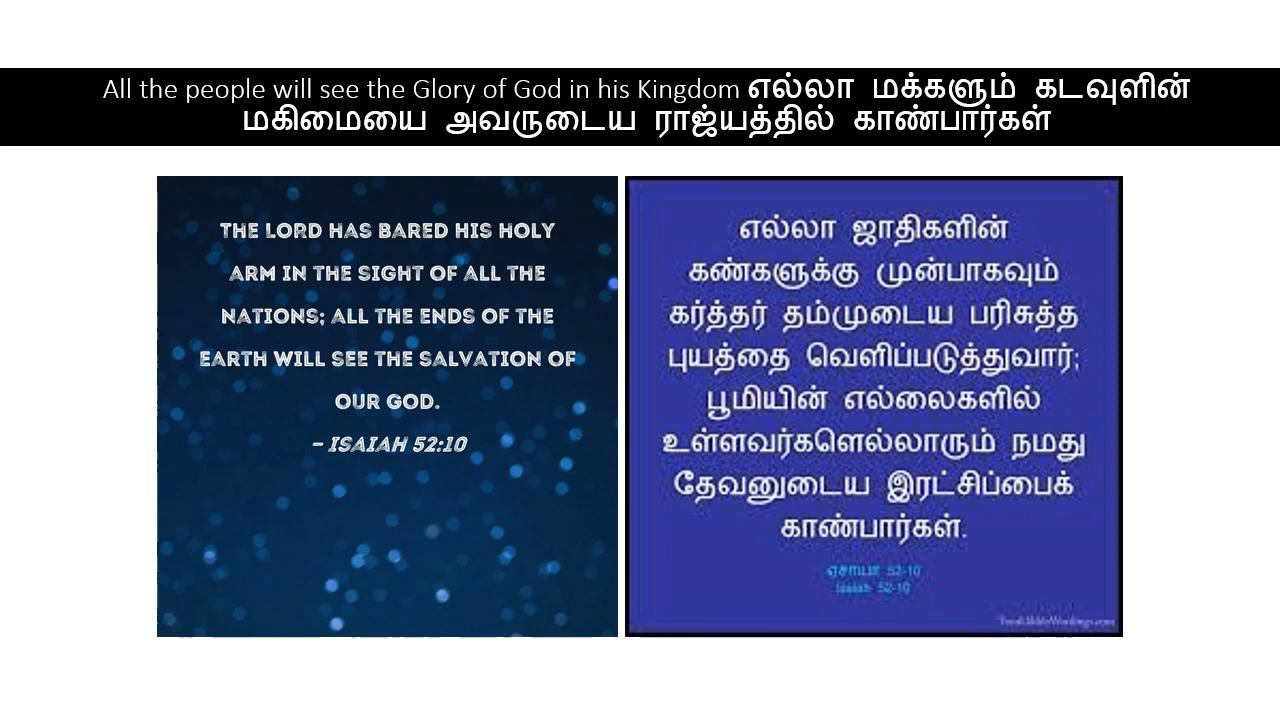 All the people will see the Glory of God in his Kingdom எல்லா மக்களும் கடவுளின்
மகிமையை அவருடைய ராஜ்யத்தில் காண்பார்கள்
THE LORD HAS BARED HIS HOLY
ARM IN THE SIGHT OF ALL THE
NATIONS; ALL THE ENDS OF THE
EARTH WILL SEE THE SALVATION OF
OUR GOD.
– ISAIAH 52:10
எல்லா ஜாதிகளின்
கண்களுக்கு முன்பாகவும்
கர்த்தர் தம்முடைய பரிசுத்த
புயத்தை வெளிப்படுத்துவார்;
பூமியின் எல்லைகளில்
உள்ளவர்களெல்லாரும் நமது
தேவனுடைய இரட்சிப்பைக்
காண்பார்கள்.
ஏசாயா 52-10
Isaiah 52-10
TamilBibleWordings.com